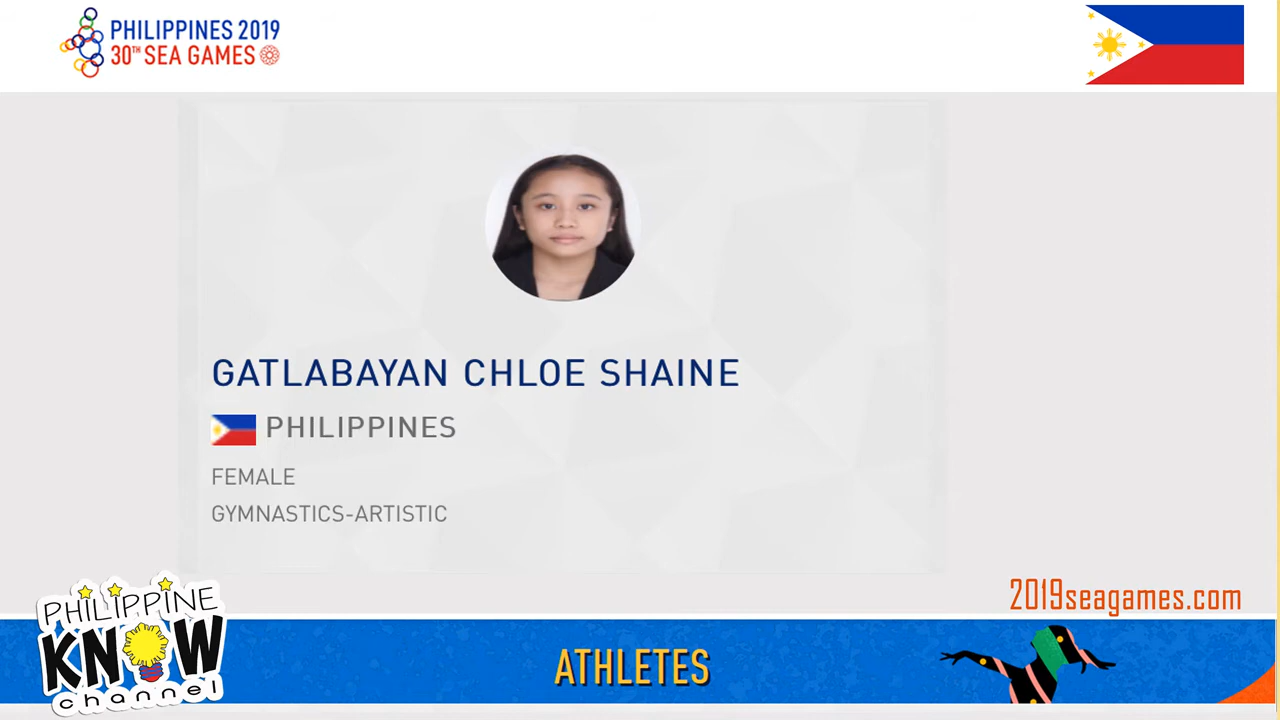 PHILIPPINES 2019
30TH SEA GAMES
GATLABAYAN CHLOE SHAINE
PHILIPPINES
FEMALE
GYMNASTICS-ARTISTIC
2019seagames.com
PHILIPPINE
KNOW
channel
ATHLETES